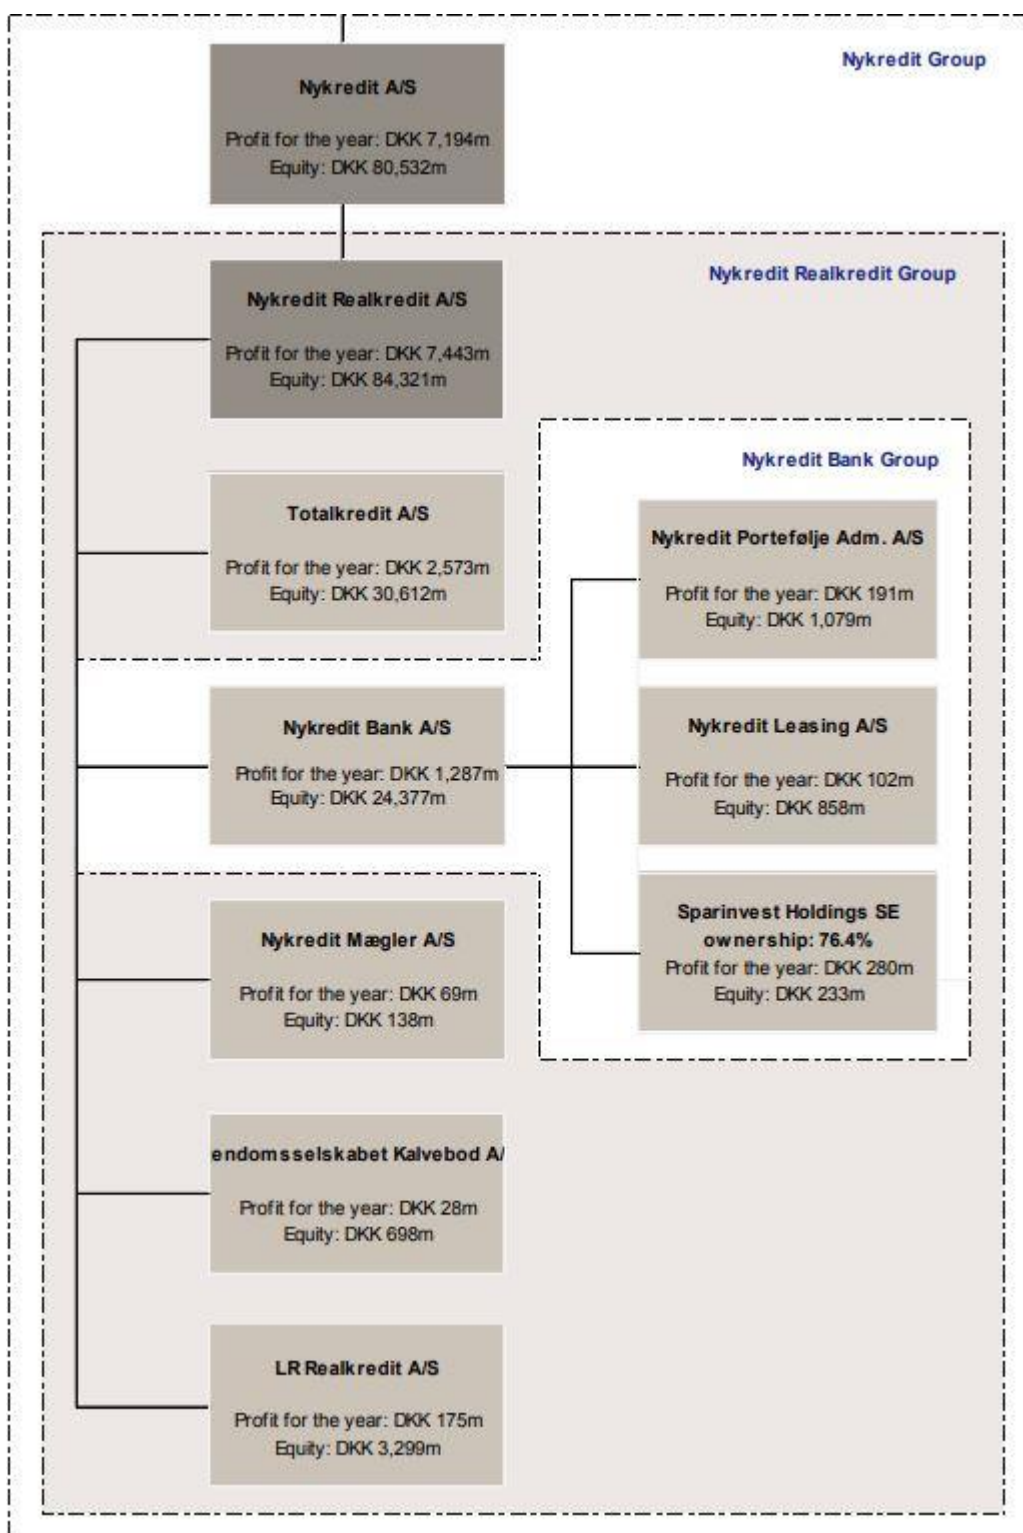 Nykredit Group
Nykredit A/S
Profit for the year: DKK 7,194m
Equity: DKK 80,532m
Nykredit Realkredit Group
Nykredit Realkredit A/S
Profit for the year: DKK 7,443m
Equity: DKK 84,321m
Totalkredit A/S
Profit for the year: DKK 2,573m
Equity: DKK 30,612m
Nykredit Bank Group
Nykredit Portefølje Adm. A/S
Profit for the year: DKK 191m
Equity: DKK 1,079m
Nykredit Bank A/S
Profit for the year: DKK 1,287m
Equity: DKK 24,377m
Nykredit Leasing A/S
Profit for the year: DKK 102m
Equity: DKK 858m
Sparinvest Holdings SE
ownership: 76.4%
Profit for the year: DKK 280m
Equity: DKK 233m
Nykredit Mægler A/S
Profit for the year: DKK 69m
Equity: DKK 138m
endomsselskabet Kalvebod A/
Profit for the year: DKK 28m
Equity: DKK 698m
LR Realkredit A/S
Profit for the year: DKK 175m
Equity: DKK 3,299m